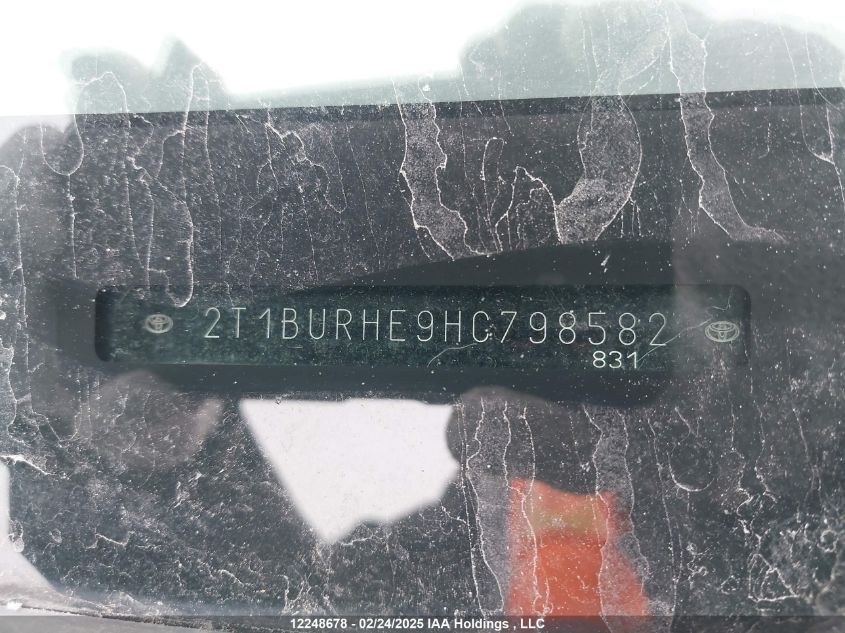 2T1BURHE9HC798582
831
12248678 - 02/24/2025 IAA Holdings , LLC